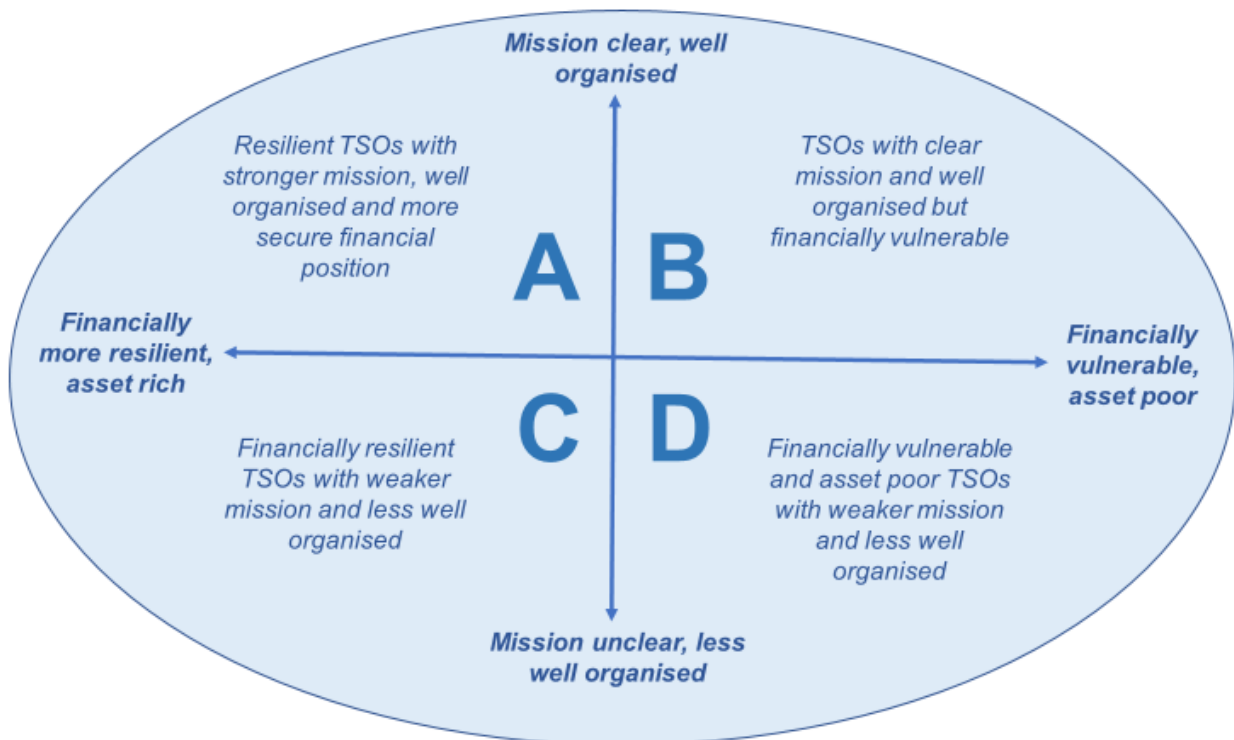 Mission clear, well
organised
Resilient TSOs with
stronger mission, well
organised and more
secure financial
position
TSOs with clear
mission and well
organised but
financially vulnerable
A
B
Financially
more resilient,
asset rich
Financially
vulnerable,
asset poor
C
D
Financially resilient
TSOs with weaker
mission and less well
organised
Financially vulnerable
and asset poor TSOs
with weaker mission
and less well
organised
Mission unclear, less
well organised